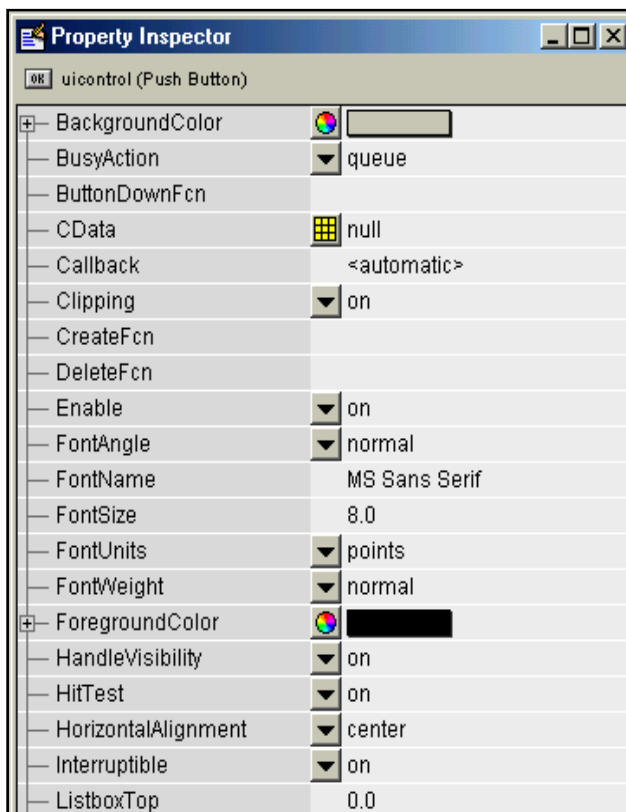 Property Inspector
OK uicontrol (Push Button)
BackgroundColor
BusyAction queue
ButtonDownFcn
CData null
Callback <automatic>
Clipping on
CreateFcn
DeleteFcn
Enable on
FontAngle normal
FontName MS Sans Serif
FontSize 8.0
FontUnits points
FontWeight normal
ForegroundColor
HandleVisibility on
HitTest on
HorizontalAlignment center
Interruptible on
ListboxTop 0.0